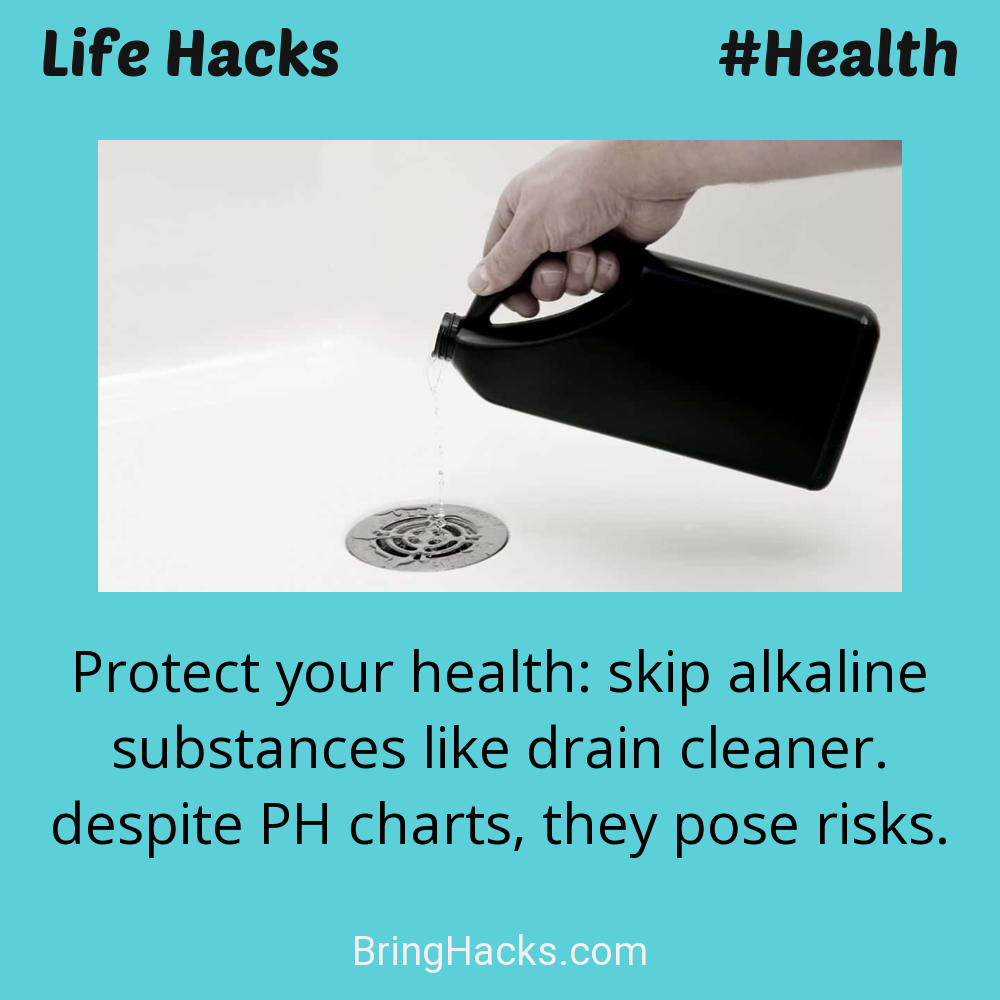 Life Hacks
#Health
Protect your health: skip alkaline
substances like drain cleaner.
despite PH charts, they pose risks.
BringHacks.com